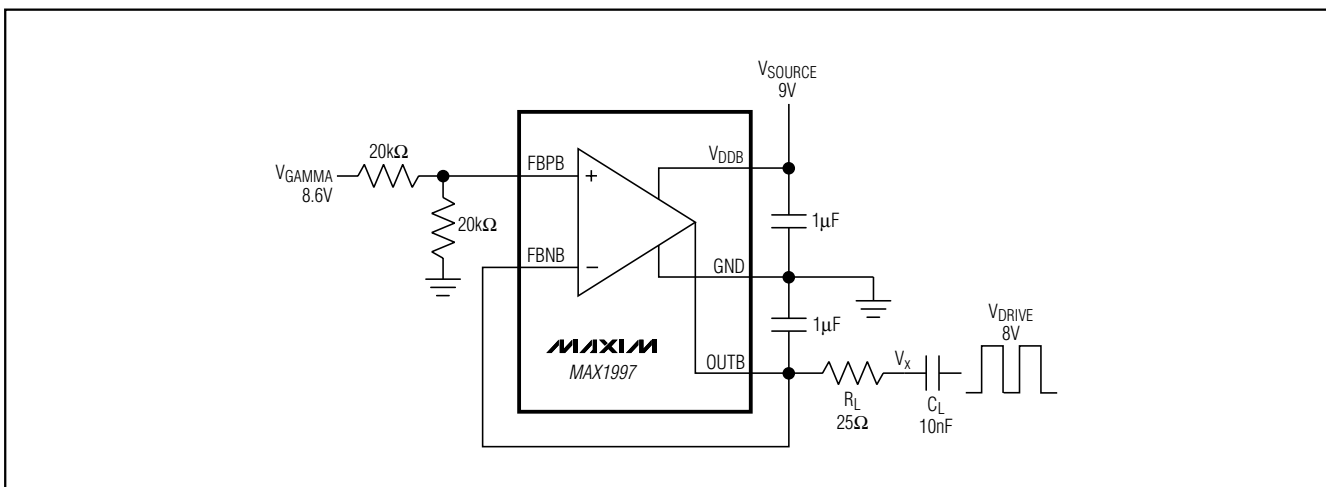 VSOURCE
9V
20kΩ
VGAMMA
8.6V
FBPB
+
VDDB
20kΩ
1μF
FBNB
−
GND
1μF
VDRIVE
8V
MAXIM
MAX1997
OUTB
Vx
RL
25Ω
CL
10nF